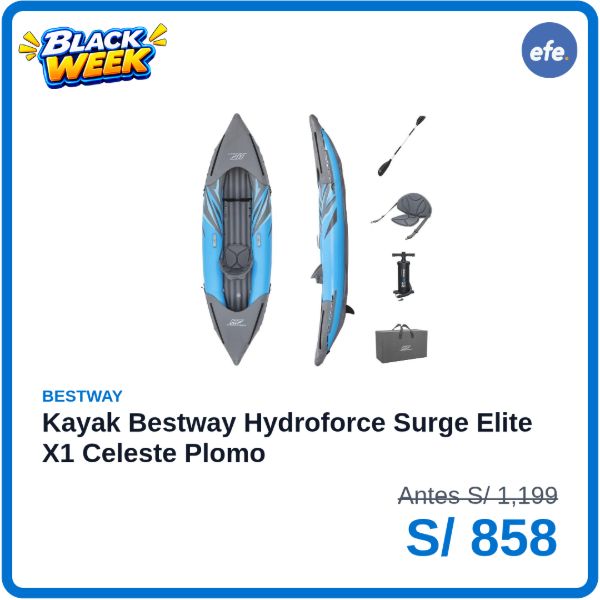 BLACK
WEEK
efe.
BESTWAY
Kayak Bestway Hydroforce Surge Elite
X1 Celeste Plomo
Antes S/ 1,199
S/ 858